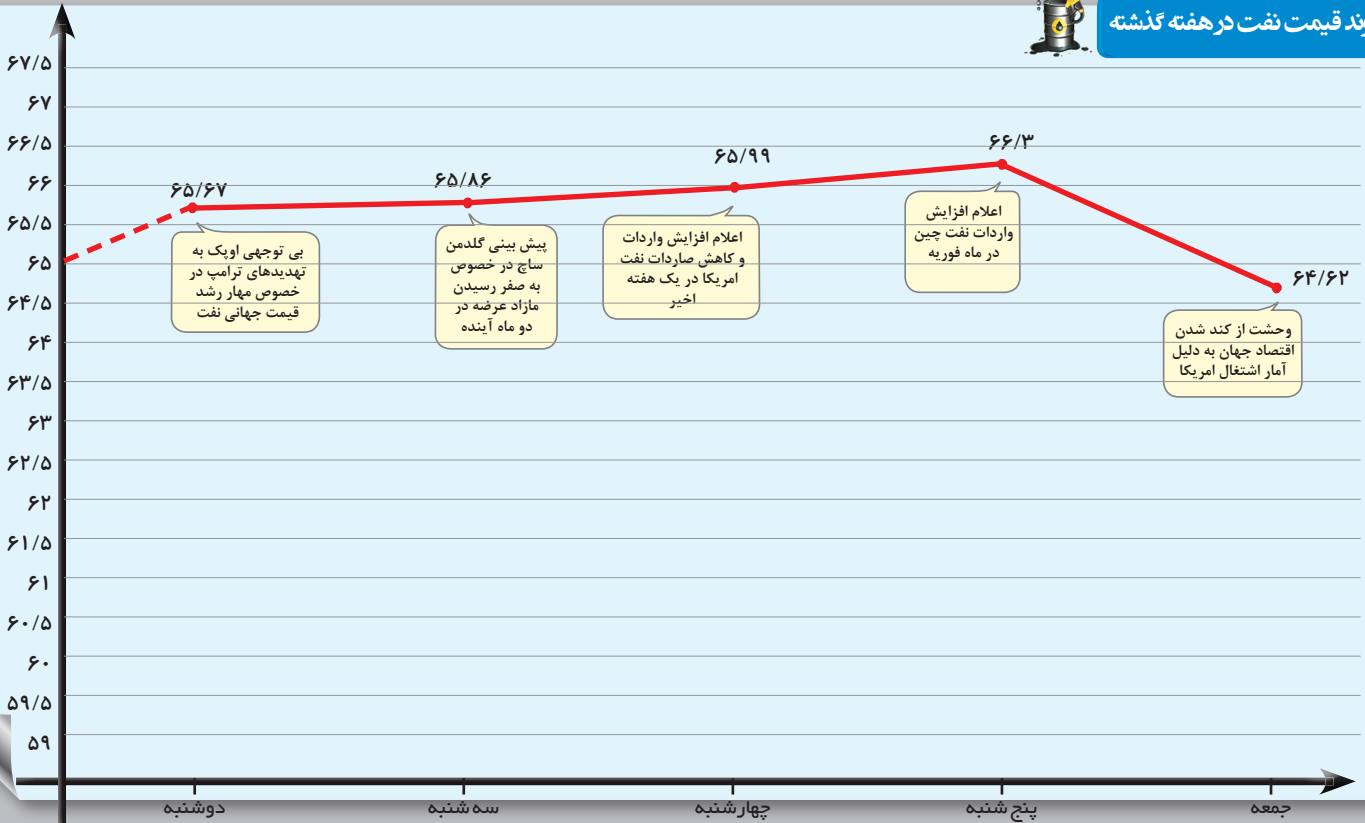 ند قیمت نفت در هفته گذشته
۶۷/۵
۶۷
۶۶/۵
۶۶
۶۵/۵
۶۵
۶۴/۵
۶۴
۶۳/۵
۶۳
۶۲/۵
۶۲
۶۱/۵
۶۱
۶۰/۵
۶۰
۵۹/۵
۵۹
۶۵/۶۷
بی توجهی اوپک به
تهدیدهای ترامپ در
خصوص مهار رشد
قیمت جهانی نفت
۶۵/۸۶
پیش بینی گلدمن
ساچ در خصوص
به صفر رسیدن
مازاد عرضه در
دو ماه آینده
۶۵/۹۹
اعلام افزایش واردات
و کاهش صادرات نفت
امریکا در یک هفته
اخیر
۶۶/۳
اعلام افزایش
واردات نفت چین
در ماه فوریه
۶۴/۶۲
وحشت از کند شدن
اقتصاد جهان به دلیل
آمار اشتغال امریکا
دوشنبه
سه‌شنبه
چهارشنبه
پنج‌شنبه
جمعه